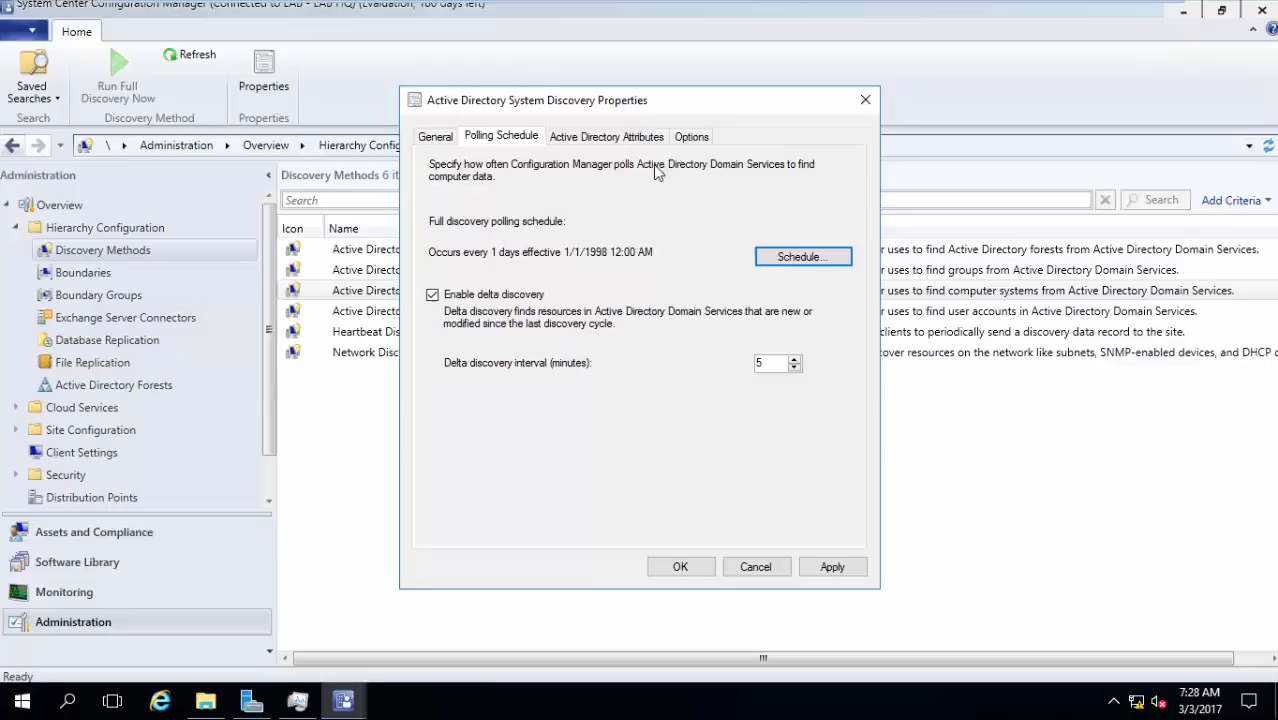 System Center Configuration Manager (Connected to LAB - LAB HQ) (Evaluation, 180 days left)
Home
Saved Searches
Run Full Discovery Now
Refresh
Properties
Search
Discovery Method
Properties
\ Administration Overview Hierarchy Config
Administration
Overview
Hierarchy Configuration
Discovery Methods
Boundaries
Boundary Groups
Exchange Server Connectors
Database Replication
File Replication
Active Directory Forests
Cloud Services
Site Configuration
Client Settings
Security
Distribution Points
Assets and Compliance
Software Library
Monitoring
Administration
Discovery Methods 6 it
Search
Search
Add Criteria
Icon Name
Active Directo r uses to find Active Directory forests from Active Directory Domain Services.
Active Directo r uses to find groups from Active Directory Domain Services.
Active Directo r uses to find computer systems from Active Directory Domain Services.
Active Directo r uses to find user accounts in Active Directory Domain Services.
Heartbeat Dis clients to periodically send a discovery data record to the site.
Network Disc cover resources on the network like subnets, SNMP-enabled devices, and DHCP c
Active Directory System Discovery Properties
General Polling Schedule Active Directory Attributes Options
Specify how often Configuration Manager polls Active Directory Domain Services to find
computer data.
Full discovery polling schedule:
Occurs every 1 days effective 1/1/1998 12:00 AM
Schedule...
Enable delta discovery
Delta discovery finds resources in Active Directory Domain Services that are new or
modified since the last discovery cycle.
Delta discovery interval (minutes):
5
OK Cancel Apply
Ready
7:28 AM
3/3/2017